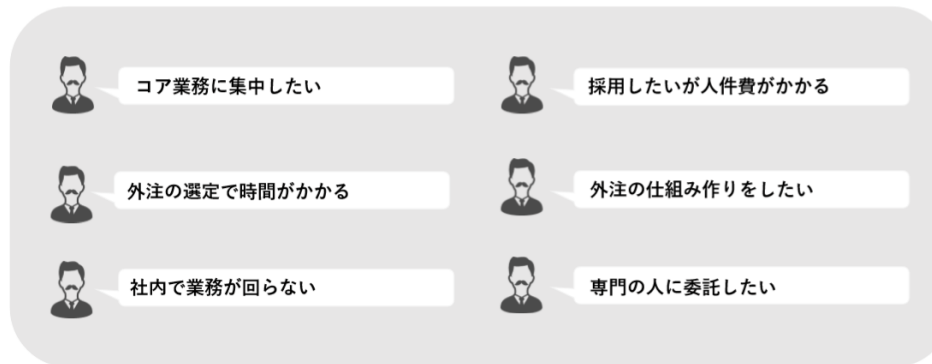 コア業務に集中したい
採用したいが人件費がかかる
外注の選定で時間がかかる
外注の仕組み作りをしたい
社内で業務が回らない
専門の人に委託したい